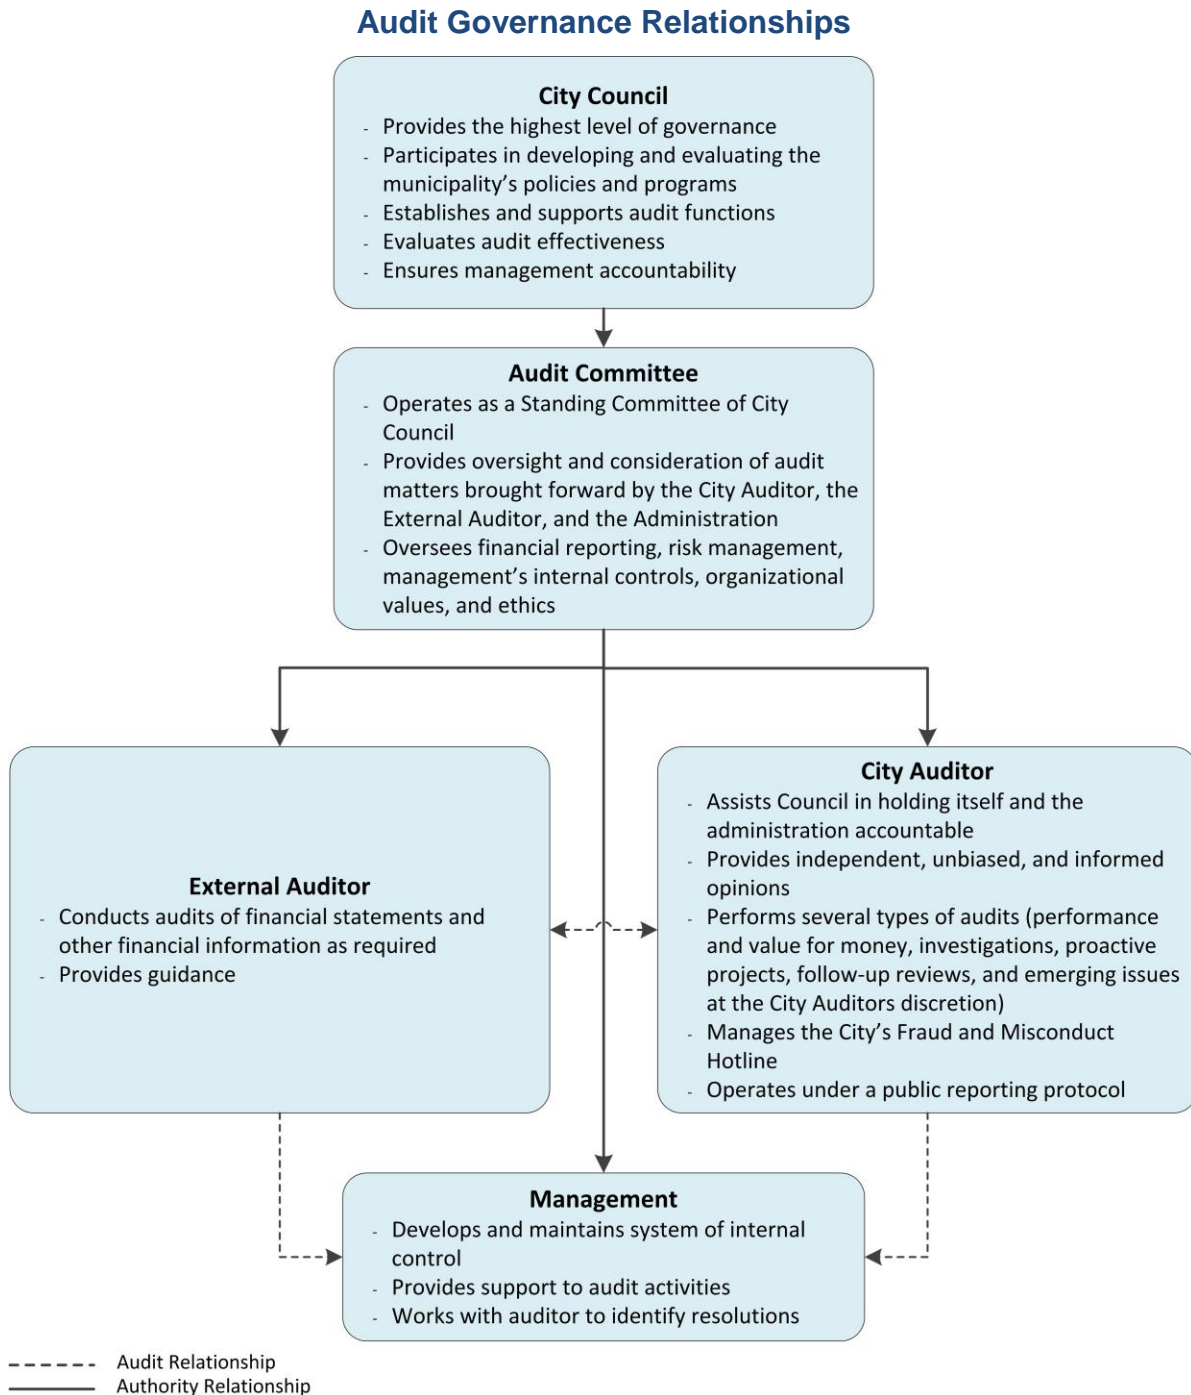 Audit Governance Relationships
City Council
- Provides the highest level of governance
- Participates in developing and evaluating the
municipality's policies and programs
- Establishes and supports audit functions
- Evaluates audit effectiveness
- Ensures management accountability
Audit Committee
- Operates as a Standing Committee of City
Council
- Provides oversight and consideration of audit
matters brought forward by the City Auditor, the
External Auditor, and the Administration
- Oversees financial reporting, risk management,
management's internal controls, organizational
values, and ethics
External Auditor
- Conducts audits of financial statements and
other financial information as required
- Provides guidance
City Auditor
- Assists Council in holding itself and the
administration accountable
- Provides independent, unbiased, and informed
opinions
- Performs several types of audits (performance
and value for money, investigations, proactive
projects, follow-up reviews, and emerging issues
at the City Auditors discretion)
- Manages the City's Fraud and Misconduct
Hotline
- Operates under a public reporting protocol
Management
- Develops and maintains system of internal
control
- Provides support to audit activities
- Works with auditor to identify resolutions
Audit Relationship
Authority Relationship